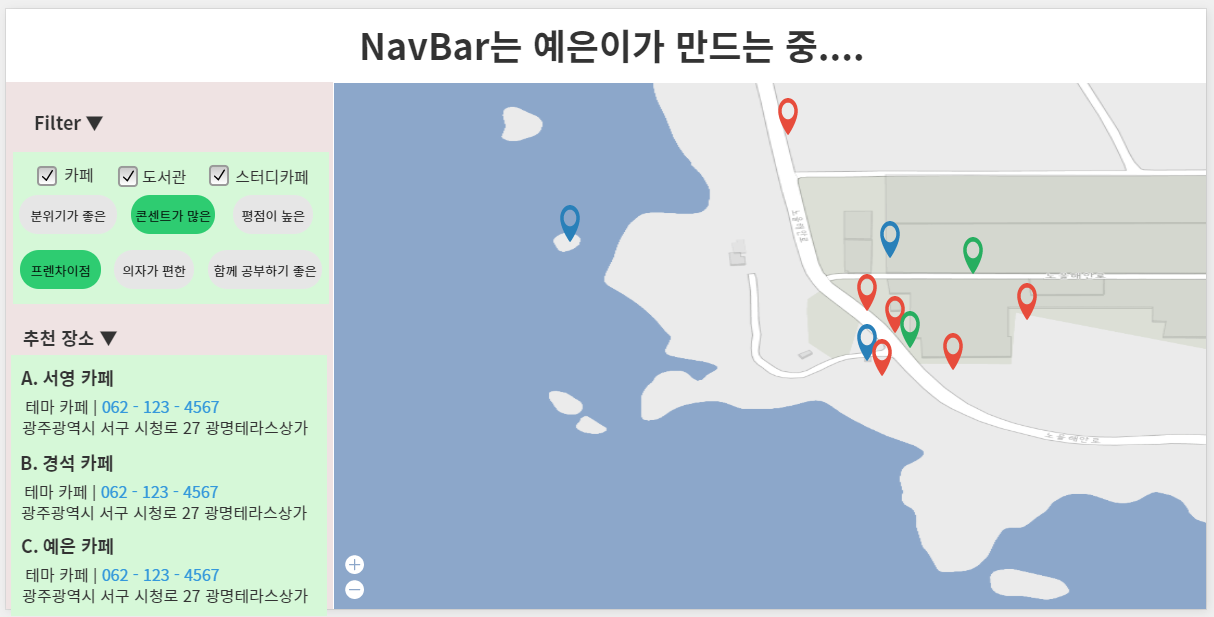 NavBar는 예은이가 만드는 중....
Filter ▼
카페 도서관 스터디카페
분위기가 좋은 콘센트가 많은 평점이 높은
프렌차이점 의자가 편한 함께 공부하기 좋은
추천 장소 ▼
A. 서영 카페
테마 카페 | 062 - 123 - 4567
광주광역시 서구 시청로 27 광명테라스상가
B. 경석 카페
테마 카페 | 062 - 123 - 4567
광주광역시 서구 시청로 27 광명테라스상가
C. 예은 카페
테마 카페 | 062 - 123 - 4567
광주광역시 서구 시청로 27 광명테라스상가